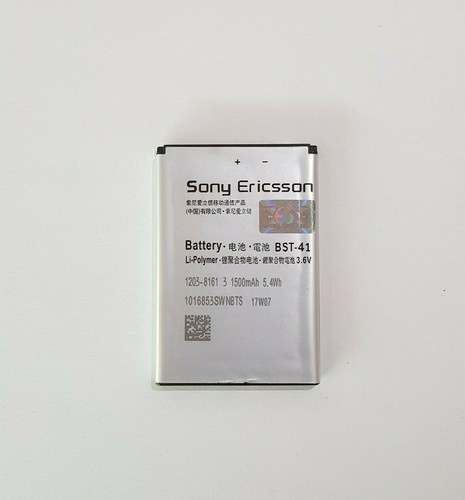 + −
Sony Ericsson
索尼爱立信移动通信产品
(中国)有限公司·索尼爱立信
Battery·电池·電池 BST-41
Li-Polymer·锂聚合物电池·鋰聚合物電池 3.6V
1203-8161 3 1500mAh 5.4Wh
1016853SWNBTS 17W07